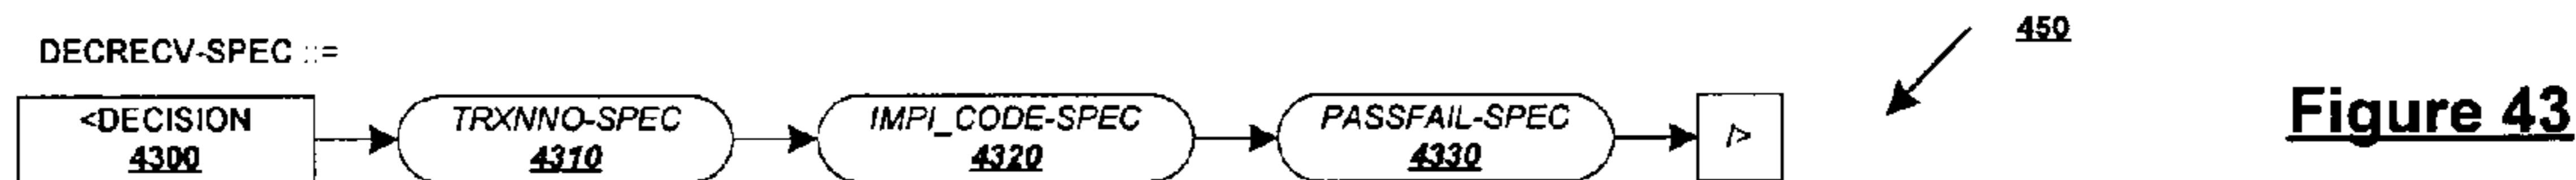 450
DECRECV-SPEC ::=
<DECISION
4300
TRXNNO-SPEC
4310
IMPI_CODE-SPEC
4320
PASSFAIL-SPEC
4330
/>
Figure 43